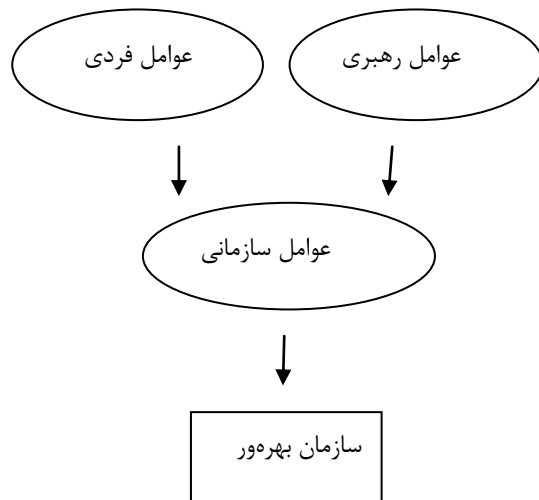 عوامل رهبری
عوامل فردی
عوامل سازمانی
سازمان بهره‌ور